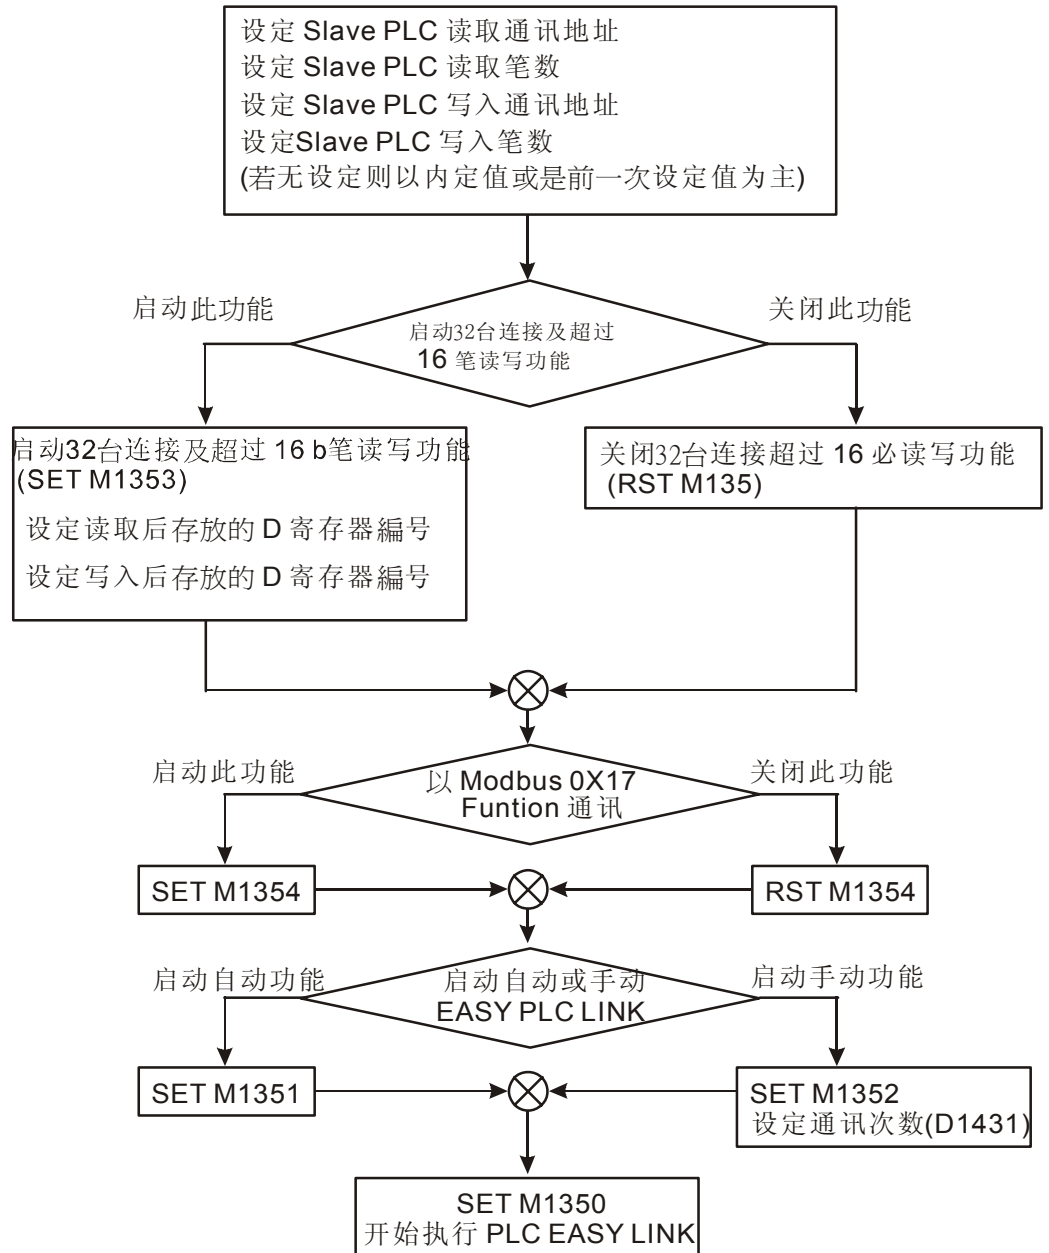 设定 Slave PLC 读取通讯地址
设定 Slave PLC 读取笔数
设定 Slave PLC 写入通讯地址
设定Slave PLC 写入笔数
(若无设定则以内定值或是前一次设定值为主)
启动此功能
关闭此功能
启动32台连接及超过
16 笔读写功能
启动32台连接及超过 16 b笔读写功能
(SET M1353)
设定读取后存放的 D 寄存器編号
设定写入后存放的 D 寄存器編号
关闭32台连接超过 16 必读写功能
(RST M135)
启动此功能
关闭此功能
以 Modbus 0X17
Funtion 通讯
SET M1354
RST M1354
启动自动功能
启动手动功能
启动自动或手动
EASY PLC LINK
SET M1351
SET M1352
设定通讯次数(D1431)
SET M1350
开始执行 PLC EASY LINK